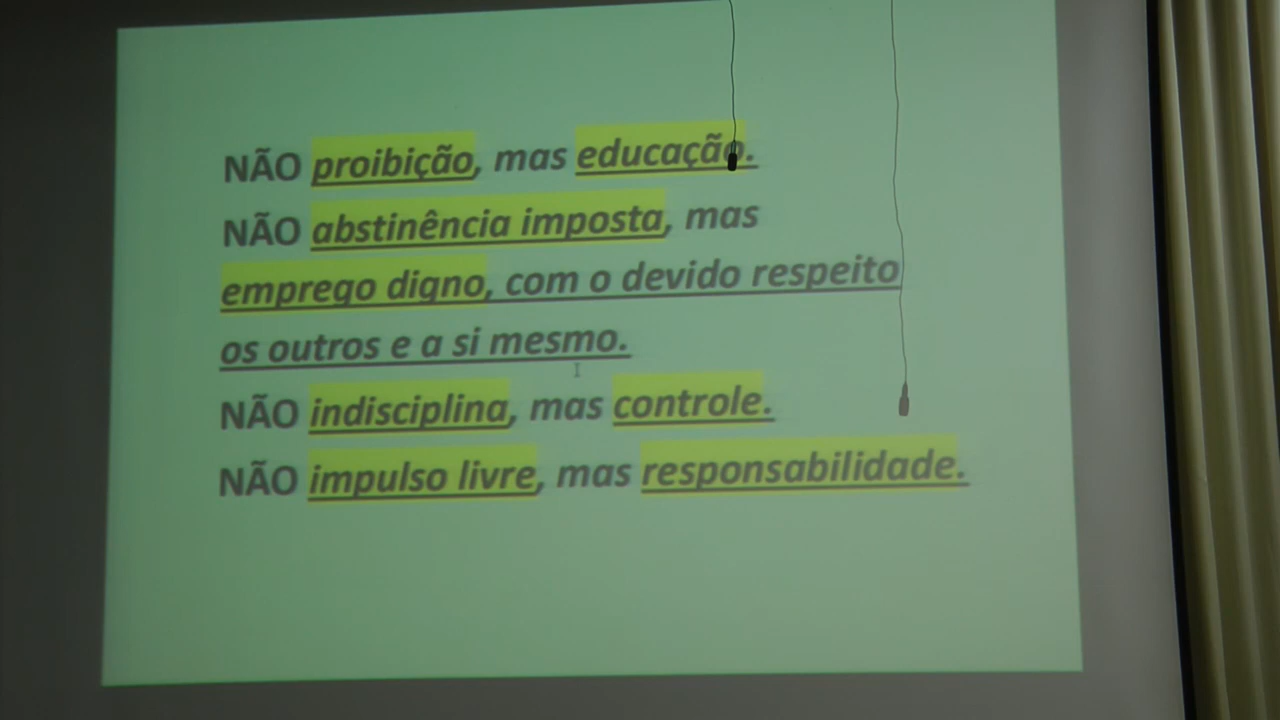 NÃO proibição, mas educação.
NÃO abstinência imposta, mas
emprego digno, com o devido respeito
os outros e a si mesmo.
NÃO indisciplina, mas controle.
NÃO impulso livre, mas responsabilidade.